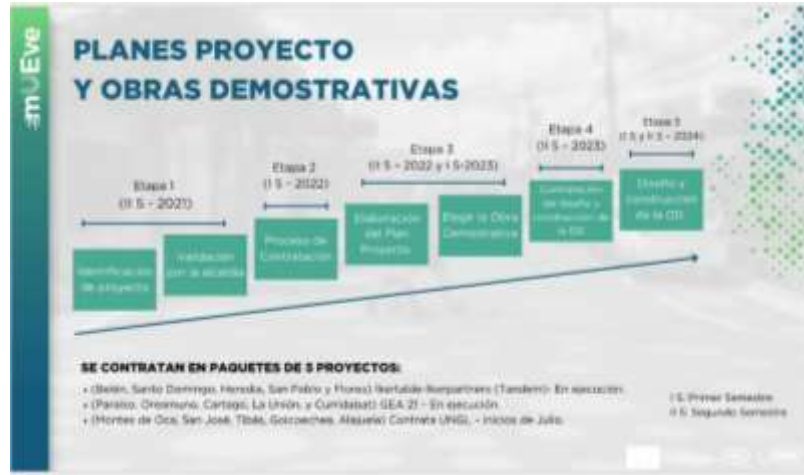 mUEve
PLANES PROYECTO
Y OBRAS DEMOSTRATIVAS
Etapa 1
(II S - 2021)
Etapa 2
(I S - 2022)
Etapa 3
(II S - 2022 y I S-2023)
Etapa 4
(II S - 2023)
Etapa 5
(I S y II S - 2024)
Identificación
de proyecto
Validación
con la alcaldía
Proceso de
Contratación
Elaboración
del Plan
Proyecto
Elegir la Obra
Demostrativa
Contratación
del diseño y
construcción de
la OD
Diseño y
construcción
de la OD
SE CONTRATAN EN PAQUETES DE 5 PROYECTOS:
• (Belén, Santo Domingo, Heredia, San Pablo y Flores) Ikertalde-Ikonpartners (Tandem)- En ejecución.
• (Paraíso, Oreamuno, Cartago, La Unión, y Curridabat) GEA 21 - En ejecución
• (Montes de Oca, San José, Tibás, Goicoechea, Alajuela) Contrata UNGL - inicios de Julio.
I S: Primer Semestre
II S: Segundo Semestre